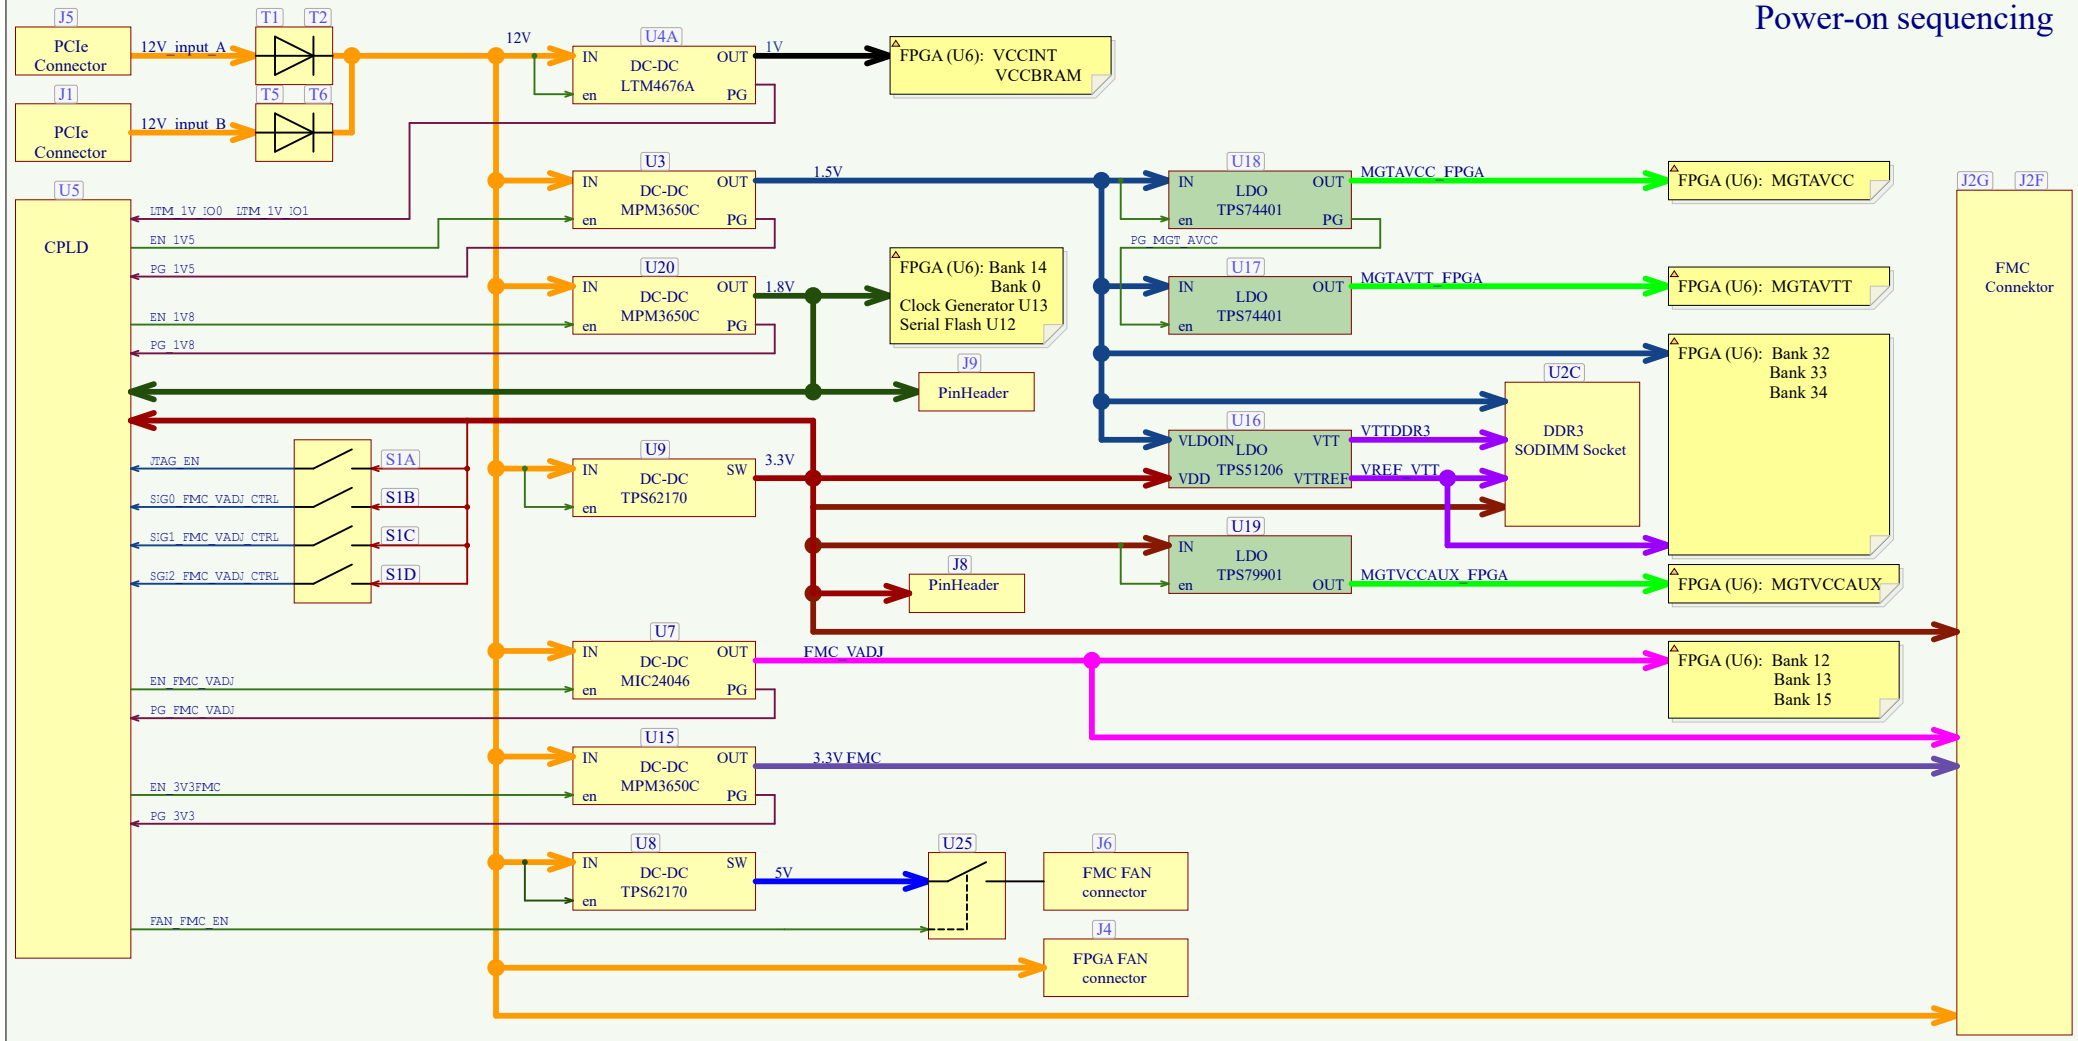 Power-on sequencing
J5
PCIe
Connector
12V_input_A
T1
T2
J1
PCIe
Connector
12V_input_B
T5
T6
12V
U4A
IN
OUT
DC-DC
LTM4676A
en
PG
1V
FPGA (U6): VCCINT
VCCBRAM
U5
CPLD
LTM_1V_IO0 LTM_1V_IO1
EN_1V5
PG_1V5
EN_1V8
PG_1V8
JTAG_EN
SIG0_FMC_VADJ_CTRL
SIG1_FMC_VADJ_CTRL
SGI2_FMC_VADJ_CTRL
EN_FMC_VADJ
PG_FMC_VADJ
EN_3V3FMC
PG_3V3
FAN_FMC_EN
S1A
S1B
S1C
S1D
U3
IN
OUT
DC-DC
MPM3650C
en
PG
1.5V
U20
IN
OUT
DC-DC
MPM3650C
en
PG
1.8V
FPGA (U6): Bank 14
Bank 0
Clock Generator U13
Serial Flash U12
J9
PinHeader
U9
IN
SW
DC-DC
TPS62170
en
3.3V
J8
PinHeader
U7
IN
OUT
DC-DC
MIC24046
en
PG
FMC_VADJ
U15
IN
OUT
DC-DC
MPM3650C
en
PG
3.3V FMC
U8
IN
SW
DC-DC
TPS62170
en
5V
U25
J6
FMC FAN
connector
J4
FPGA FAN
connector
U18
IN
OUT
LDO
TPS74401
en
PG
MGTAVCC_FPGA
PG_MGT_AVCC
FPGA (U6): MGTAVCC
U17
IN
OUT
LDO
TPS74401
en
MGTAVTT_FPGA
FPGA (U6): MGTAVTT
FPGA (U6): Bank 32
Bank 33
Bank 34
U2C
DDR3
SODIMM Socket
U16
VLDOIN
VTT
LDO
TPS51206
VDD
VTTREF
VTTDDR3
VREF_VTT
U19
IN
LDO
TPS79901
en
OUT
MGTVCCAUX_FPGA
FPGA (U6): MGTVCCAUX
FPGA (U6): Bank 12
Bank 13
Bank 15
J2G
J2F
FMC
Connektor